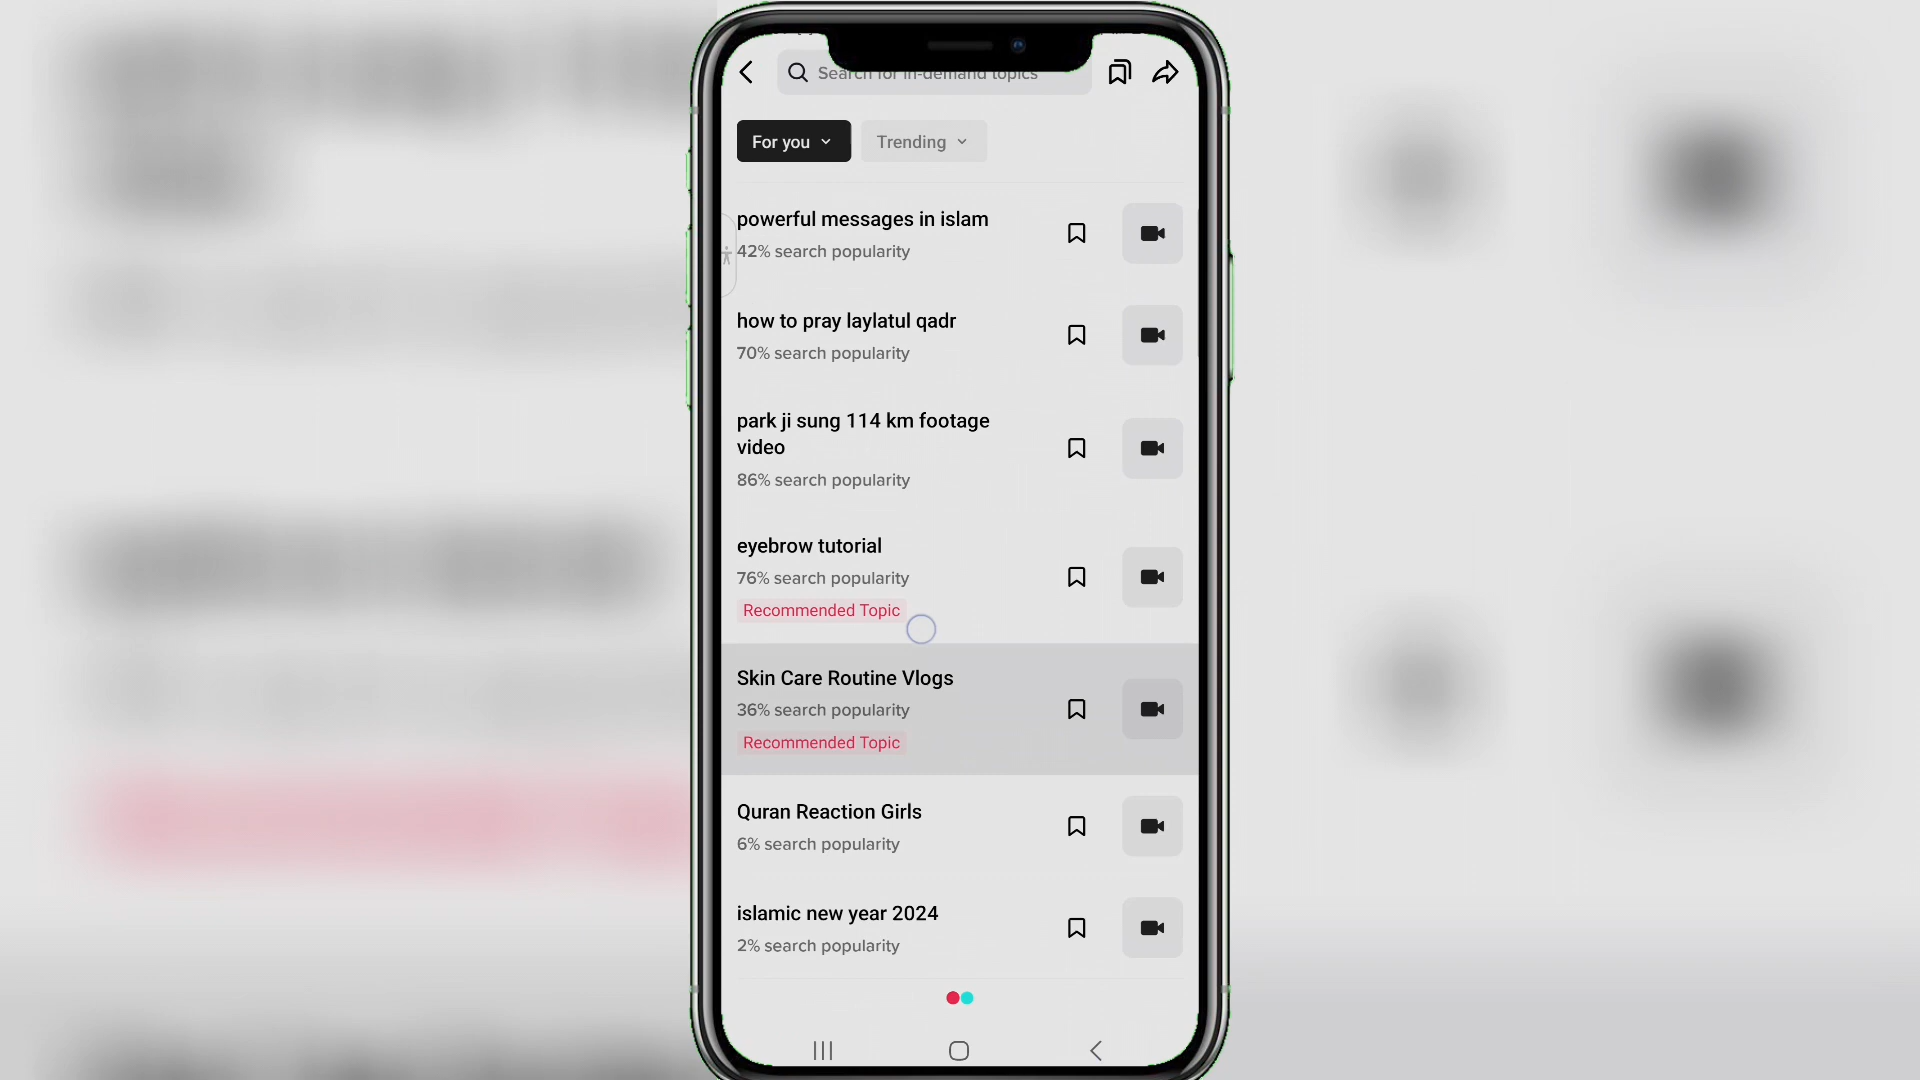 Search for in-demand topics
For you
Trending
powerful messages in islam
42% search popularity
how to pray laylatul qadr
70% search popularity
park ji sung 114 km footage
video
86% search popularity
eyebrow tutorial
76% search popularity
Recommended Topic
Skin Care Routine Vlogs
36% search popularity
Recommended Topic
Quran Reaction Girls
6% search popularity
islamic new year 2024
2% search popularity